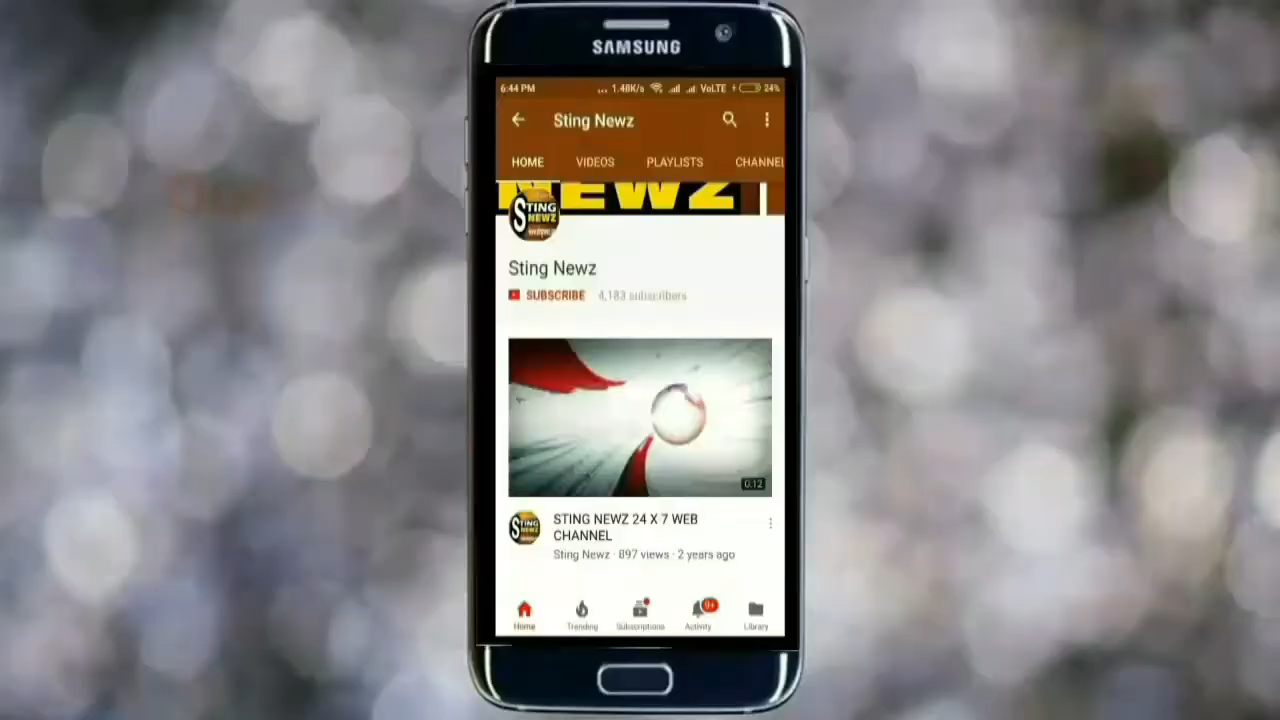 SAMSUNG
6:44 PM ... 1.48K/s VoLTE 24%
Sting Newz
HOME VIDEOS PLAYLISTS CHANNEL
NEWZ
STING
NEWZ
Sting Newz
SUBSCRIBE 4,183 subscribers
0:12
STING
NEWZ
STING NEWZ 24 X 7 WEB
CHANNEL
Sting Newz · 897 views · 2 years ago
9+
Home Trending Subscriptions Activity Library